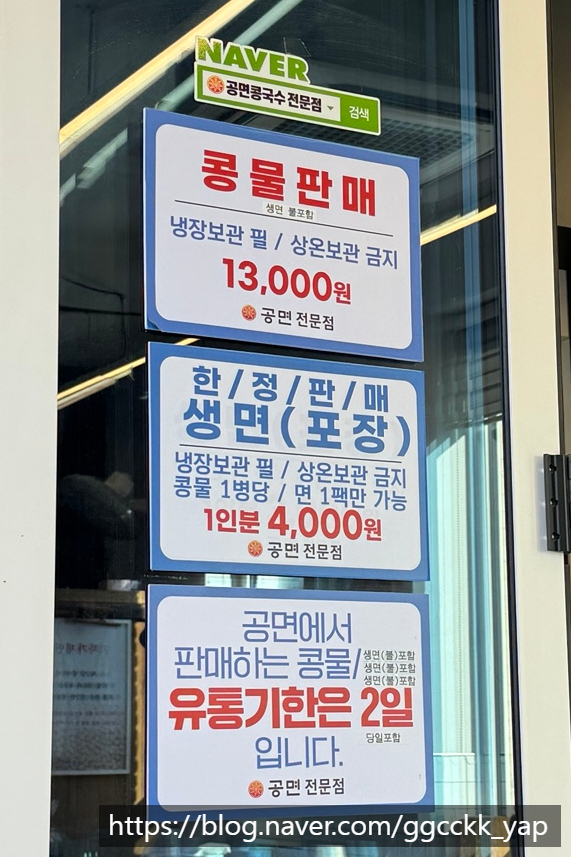 NAVER
공면콩국수전문점 검색
콩물판매
생면 불포함
냉장보관 필 / 상온보관 금지
13,000원
공면 전문점
한/정/판/매
생면(포장)
냉장보관 필 / 상온보관 금지
콩물 1병당 / 면 1팩만 가능
1인분 4,000원
공면 전문점
공면에서
판매하는 콩물/
생면(불)포함
생면(불)포함
생면(불)포함
유통기한은 2일
당일포함
입니다.
공면 전문점
https://blog.naver.com/ggcckk_yap